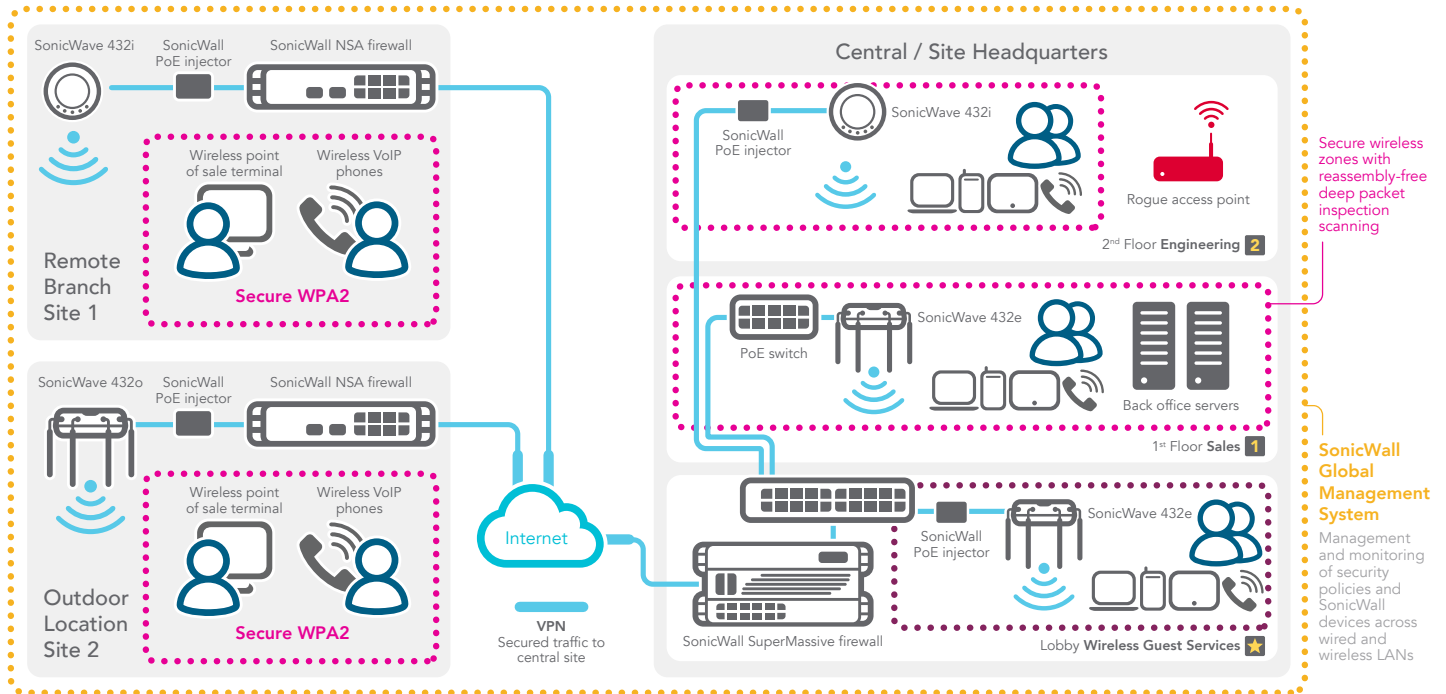 SonicWave 432i
SonicWall
PoE injector
SonicWall NSA firewall
Wireless point
of sale terminal
Wireless VoIP
phones
Secure WPA2
Remote
Branch
Site 1
SonicWave 432o
SonicWall
PoE injector
SonicWall NSA firewall
Wireless point
of sale terminal
Wireless VoIP
phones
Secure WPA2
Outdoor
Location
Site 2
Internet
VPN
Secured traffic to
central site
Central / Site Headquarters
SonicWall
PoE injector
SonicWave 432i
Rogue access point
2nd Floor Engineering 2
PoE switch
SonicWave 432e
Back office servers
1st Floor Sales 1
SonicWall
PoE injector
SonicWave 432e
SonicWall SuperMassive firewall
Lobby Wireless Guest Services
Secure wireless
zones with
reassembly-free
deep packet
inspection
scanning
SonicWall
Global
Management
System
Management
and monitoring
of security
policies and
SonicWall
devices across
wired and
wireless LANs